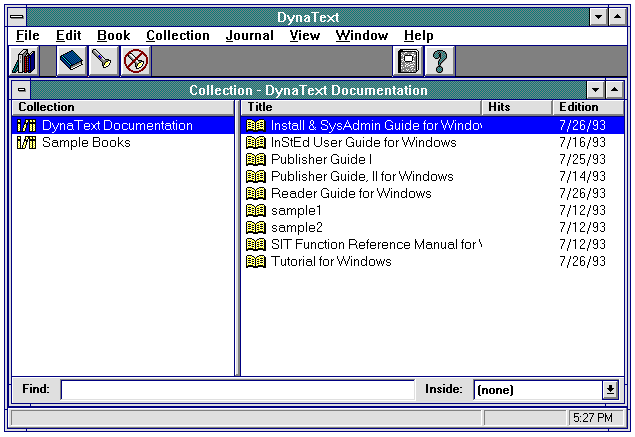 DynaText
File Edit Book Collection Journal View Window Help
Collection - DynaText Documentation
Collection Title Hits Edition
DynaText Documentation Install & SysAdmin Guide for Windov 7/26/93
Sample Books InStEd User Guide for Windows 7/16/93
Publisher Guide I 7/25/93
Publisher Guide, II for Windows 7/14/93
Reader Guide for Windows 7/26/93
sample1 7/12/93
sample2 7/12/93
SIT Function Reference Manual for 7/12/93
Tutorial for Windows 7/26/93
Find: Inside: (none)
5:27 PM